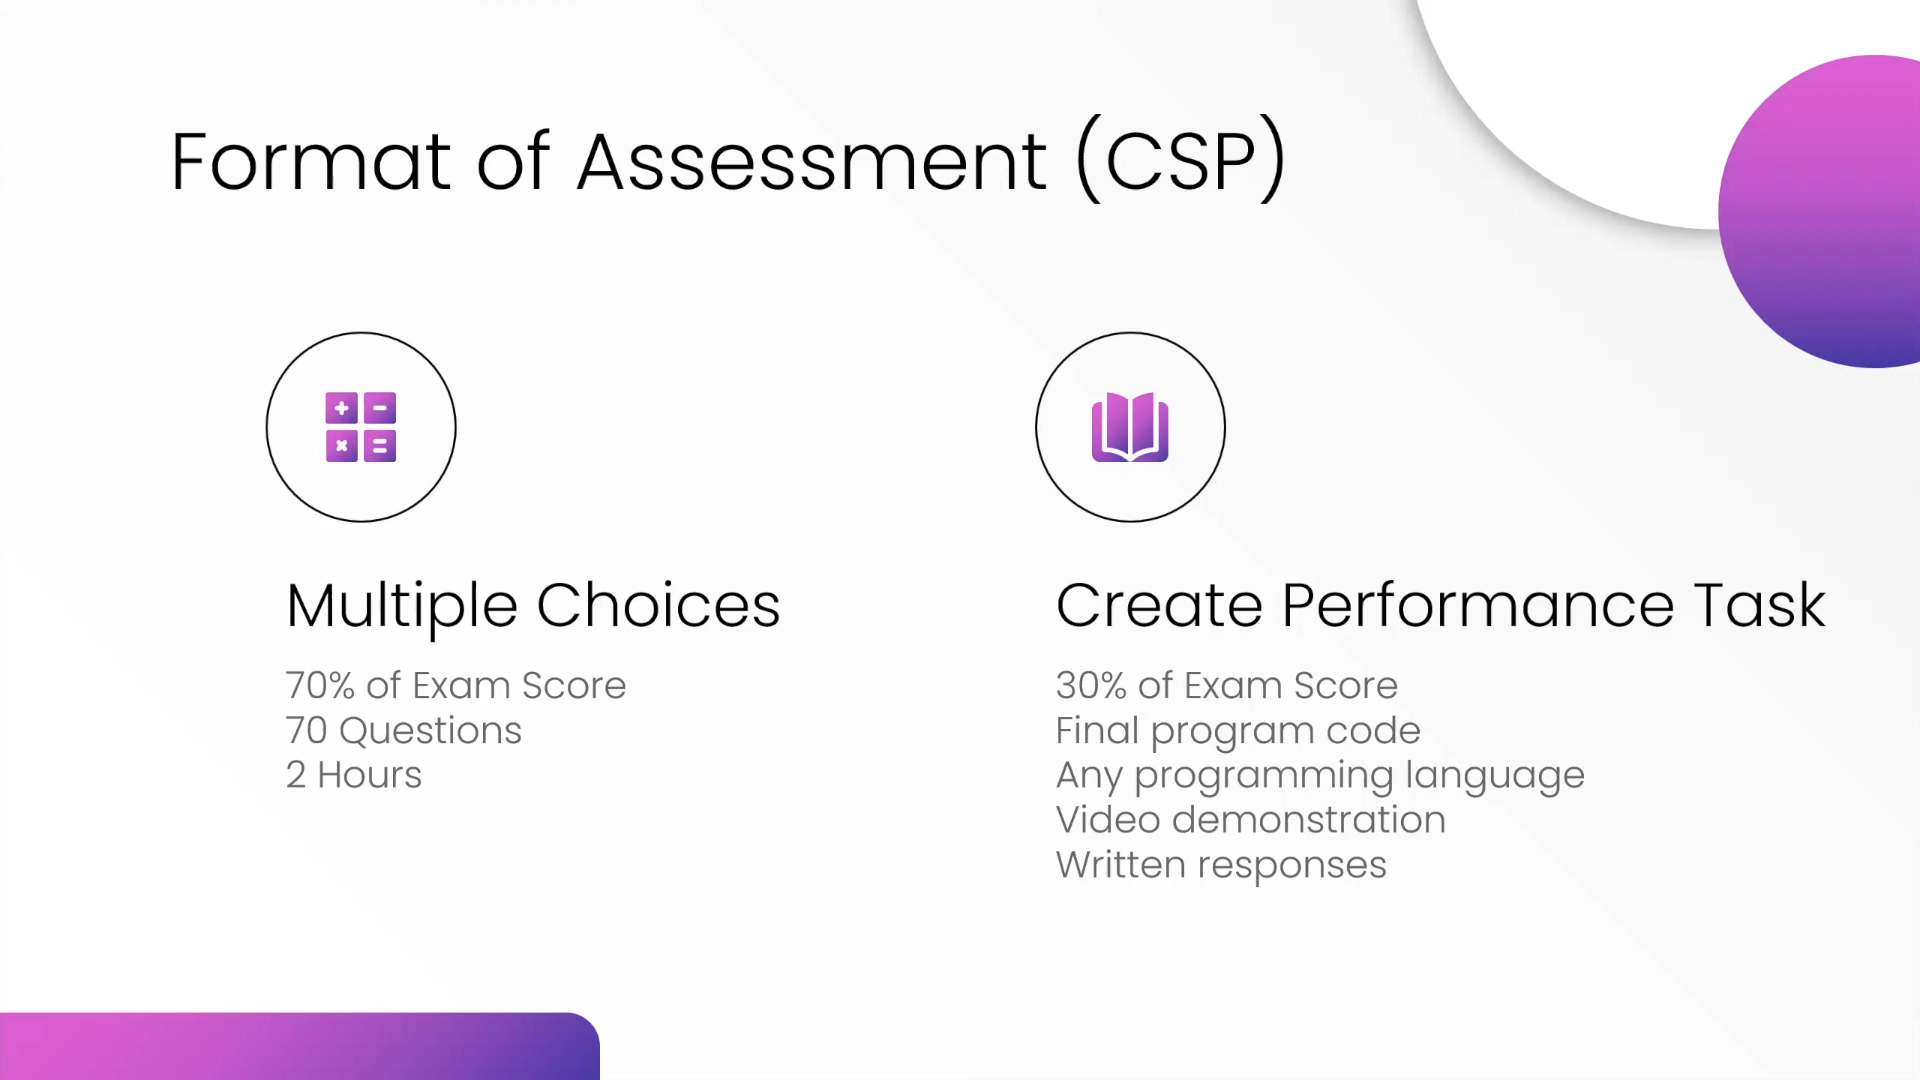 Format of Assessment (CSP)
Multiple Choices
70% of Exam Score
70 Questions
2 Hours
Create Performance Task
30% of Exam Score
Final program code
Any programming language
Video demonstration
Written responses